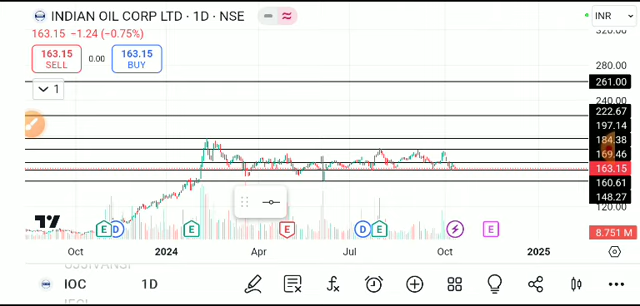 INDIAN OIL CORP LTD · 1D · NSE
INR
163.15 −1.24 (−0.75%)
163.15 SELL
0.00
163.15 BUY
1
280.00
261.00
240.00
222.67
197.14
184.38
169.46
163.15
160.61
148.27
120.00
8.751 M
E D E E D E E
Oct 2024 Apr Jul Oct 2025
IOC 1D